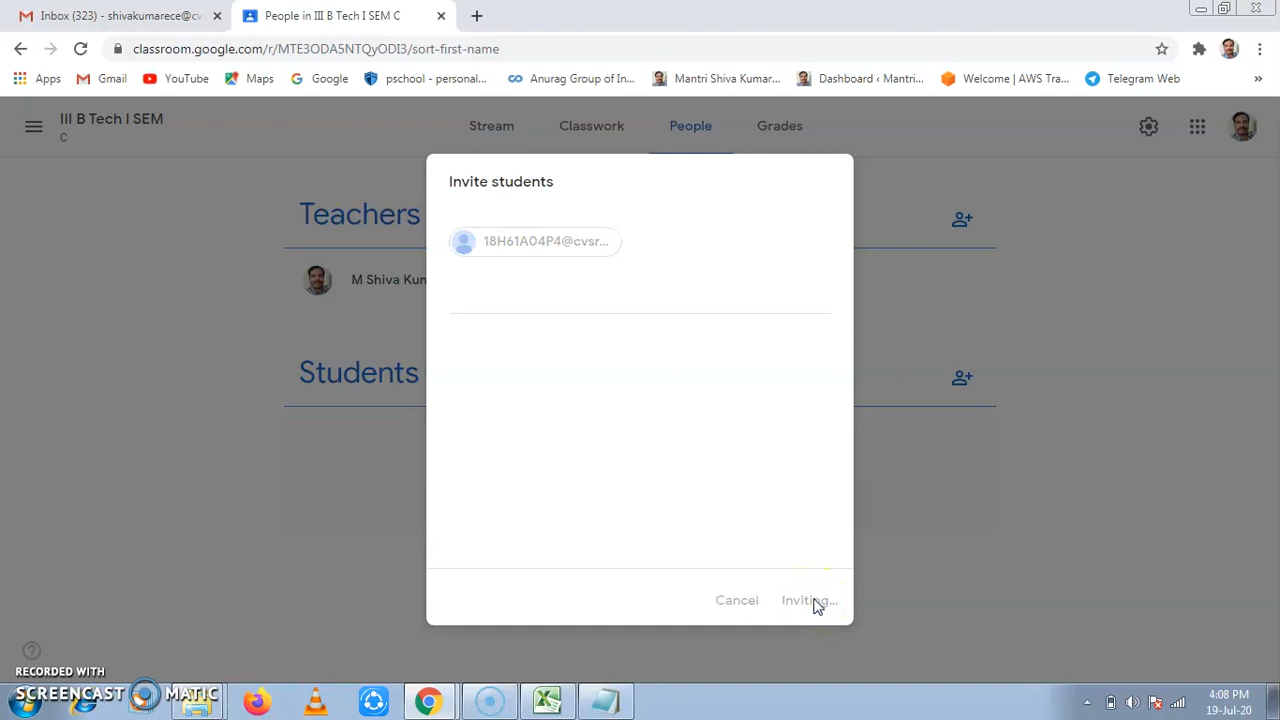 Inbox (323) - shivakumarece@cvs
People in III B Tech I SEM C
classroom.google.com/r/MTE3ODA5NTQyODI3/sort-first-name
Apps
Gmail
YouTube
Maps
Google
pschool - personal...
Anurag Group of In...
Mantri Shiva Kumar...
Dashboard ‹ Mantri...
Welcome | AWS Tra...
Telegram Web
»
III B Tech I SEM
C
Stream
Classwork
People
Grades
Invite students
18H61A04P4@cvsr...
Teachers
M Shiva Kum
Students
Cancel
Inviting...
RECORDED WITH
SCREENCAST MATIC
4:08 PM
19-Jul-20